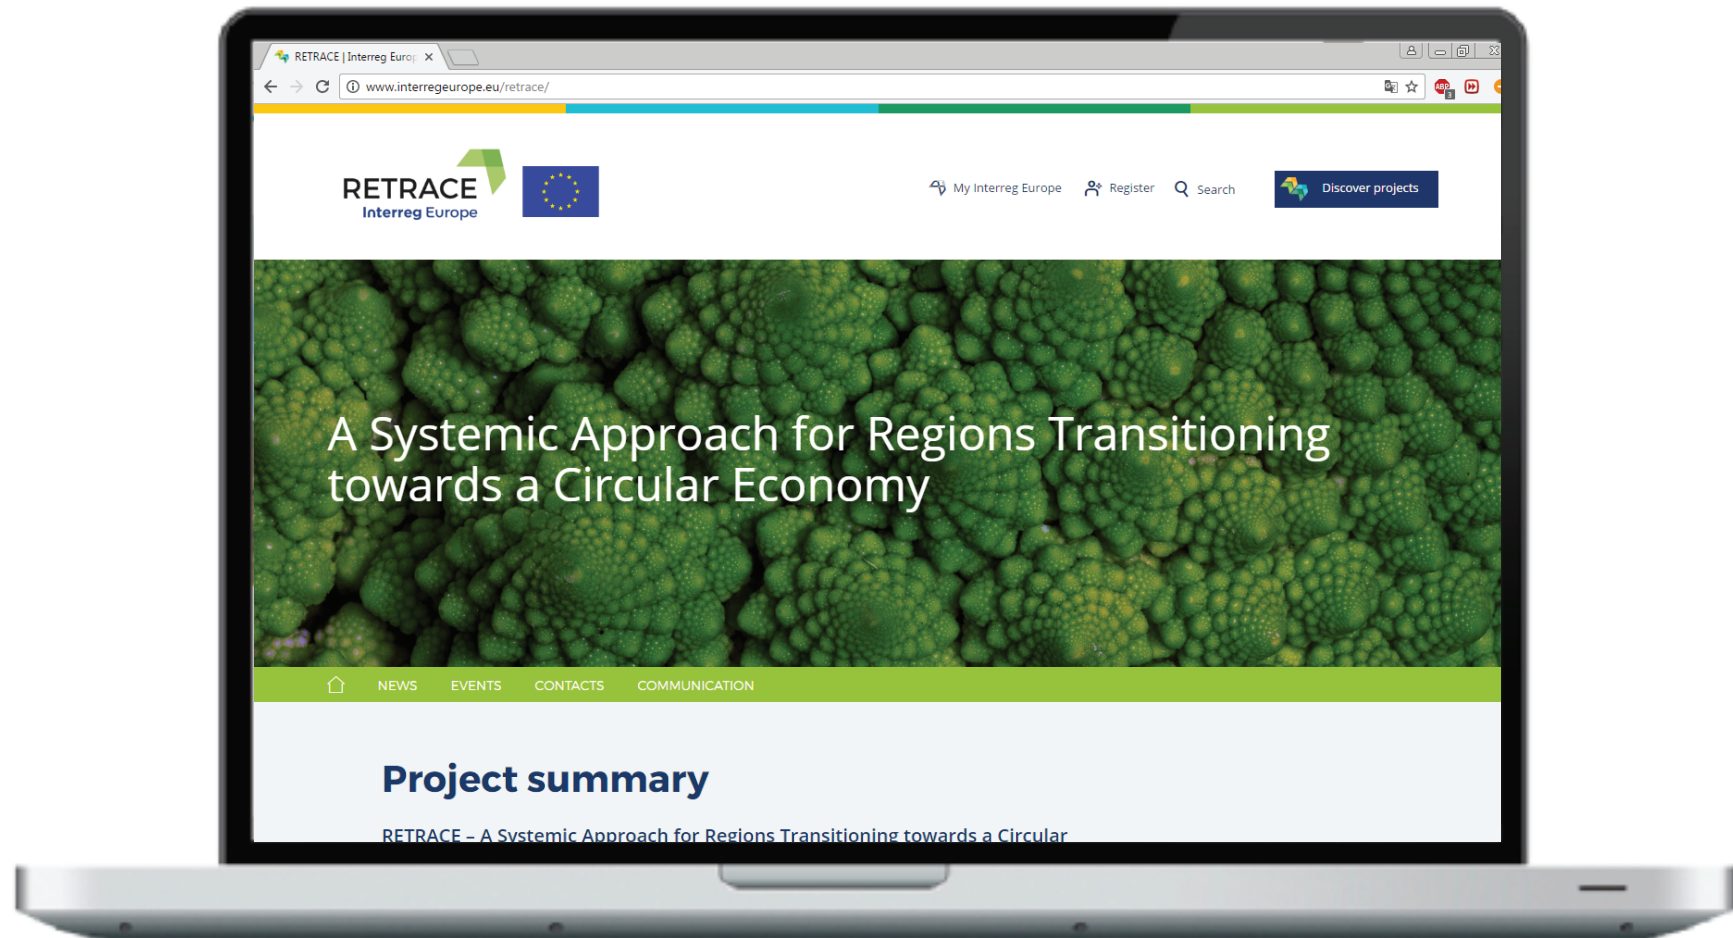 RETRACE | Interreg Europ
www.interregeurope.eu/retrace/
ABP
3
RETRACE
Interreg Europe
My Interreg Europe
Register
Search
Discover projects
A Systemic Approach for Regions Transitioning
towards a Circular Economy
NEWS
EVENTS
CONTACTS
COMMUNICATION
Project summary
RETRACE – A Systemic Approach for Regions Transitioning towards a Circular